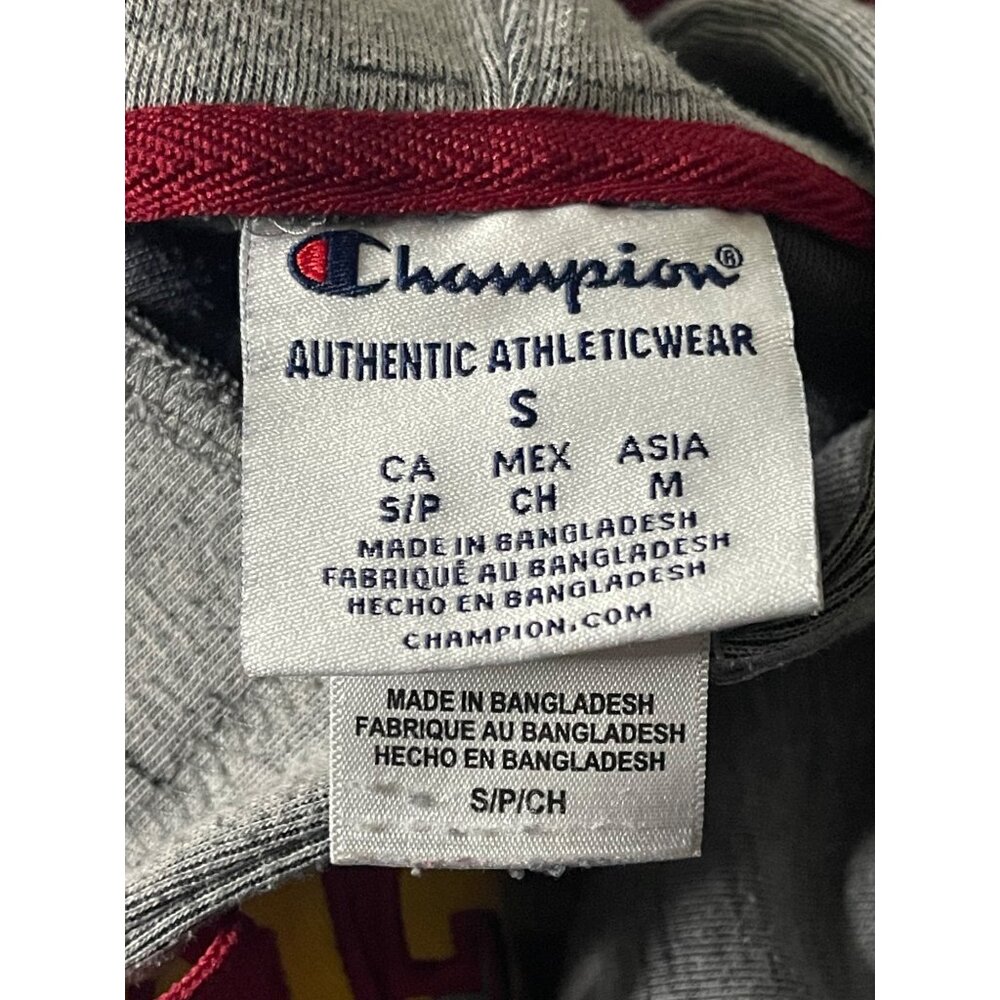 Champion®
AUTHENTIC ATHLETICWEAR
S
CA MEX ASIA
S/P CH M
MADE IN BANGLADESH
FABRIQUÉ AU BANGLADESH
HECHO EN BANGLADESH
CHAMPION.COM
MADE IN BANGLADESH
FABRIQUE AU BANGLADESH
HECHO EN BANGLADESH
S/P/CH